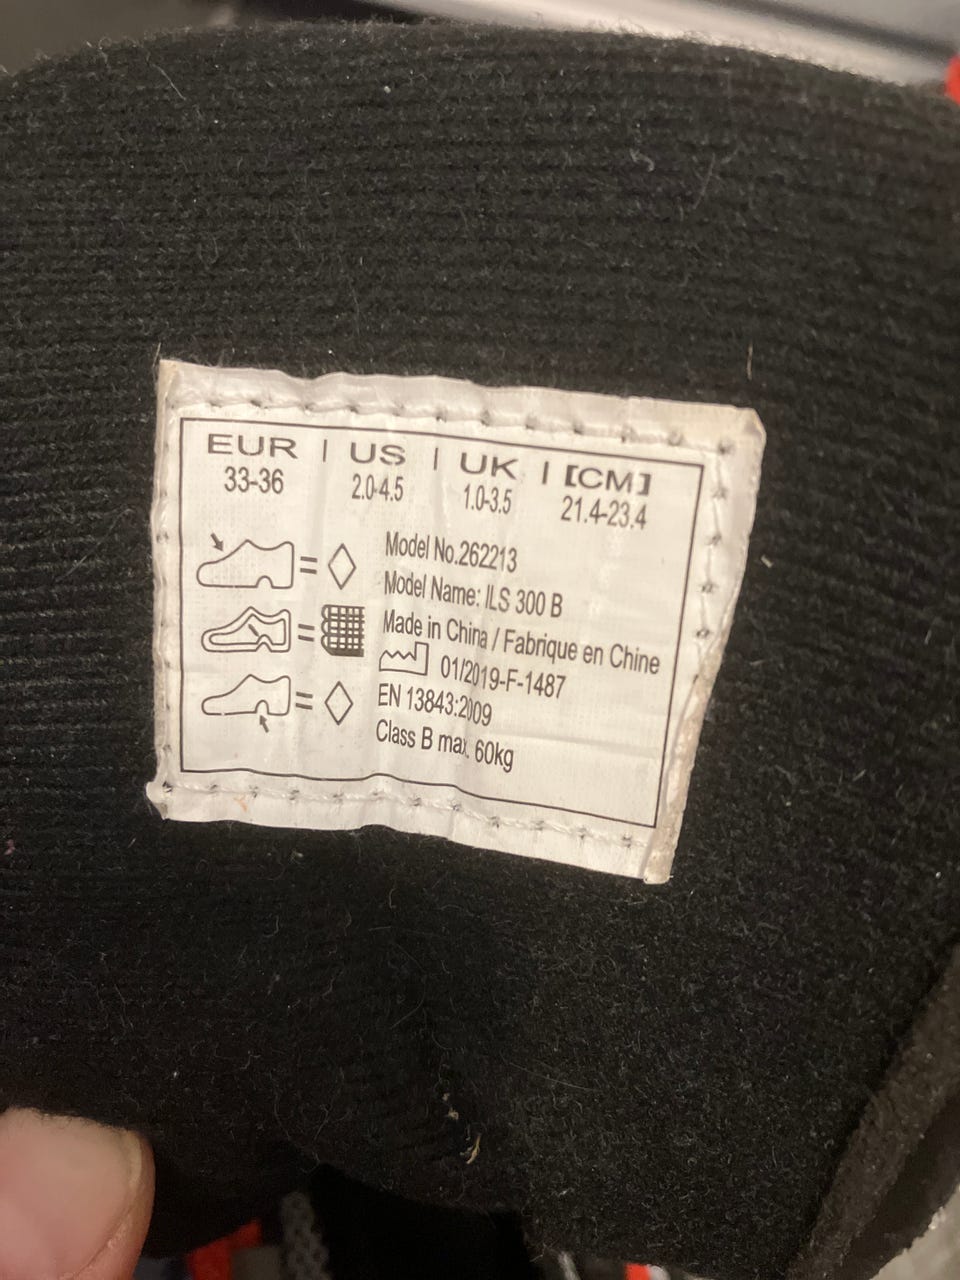 EUR | US | UK | [CM]
33-36 2.0-4.5 1.0-3.5 21.4-23.4
Model No.262213
Model Name: ILS 300 B
Made in China / Fabrique en Chine
01/2019-F-1487
EN 13843:2009
Class B max. 60kg